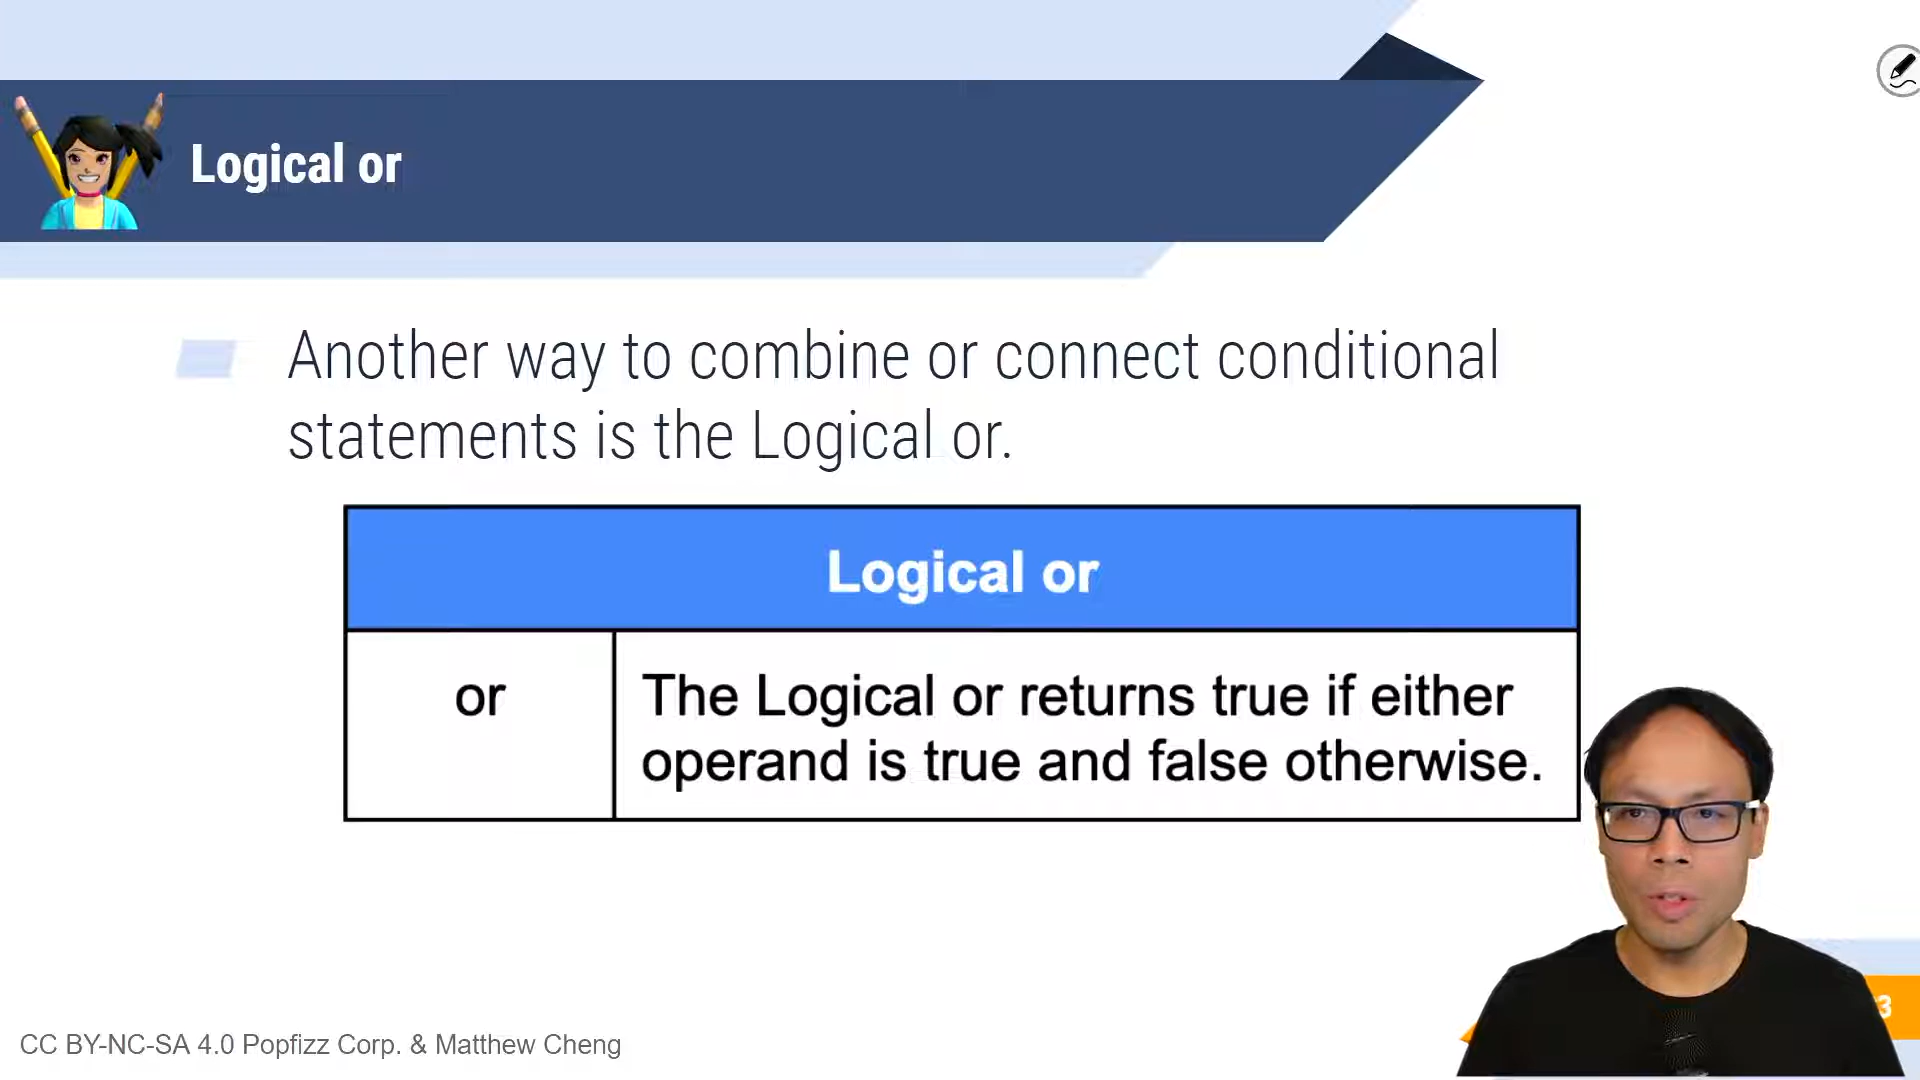 Logical or
Another way to combine or connect conditional
statements is the Logical or.
Logical or
or
The Logical or returns true if either
operand is true and false otherwise.
3
CC BY-NC-SA 4.0 Popfizz Corp. & Matthew Cheng